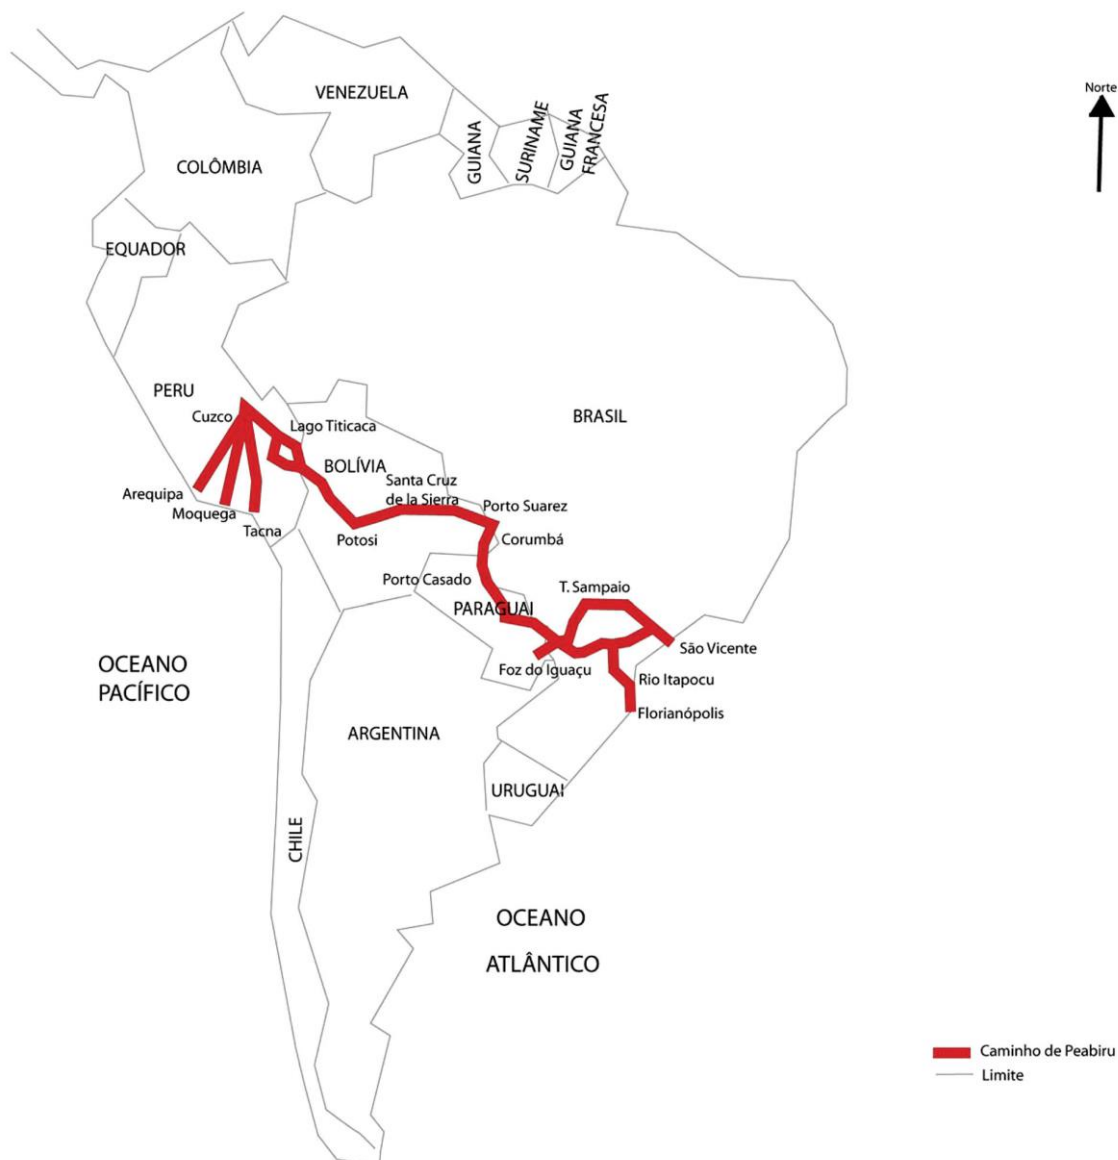 Norte
VENEZUELA
GUIANA
SURINAME
GUIANA
FRANCESA
COLÔMBIA
EQUADOR
PERU
Cuzco
Lago Titicaca
BRASIL
BOLÍVIA
Santa Cruz
de la Sierra
Arequipa
Moquega
Tacna
Potosi
Porto Suarez
Corumbá
Porto Casado
T. Sampaio
PARAGUAI
São Vicente
Foz do Iguaçu
Rio Itapocu
Florianópolis
OCEANO
PACÍFICO
ARGENTINA
URUGUAI
CHILE
OCEANO
ATLÂNTICO
Caminho de Peabiru
Limite